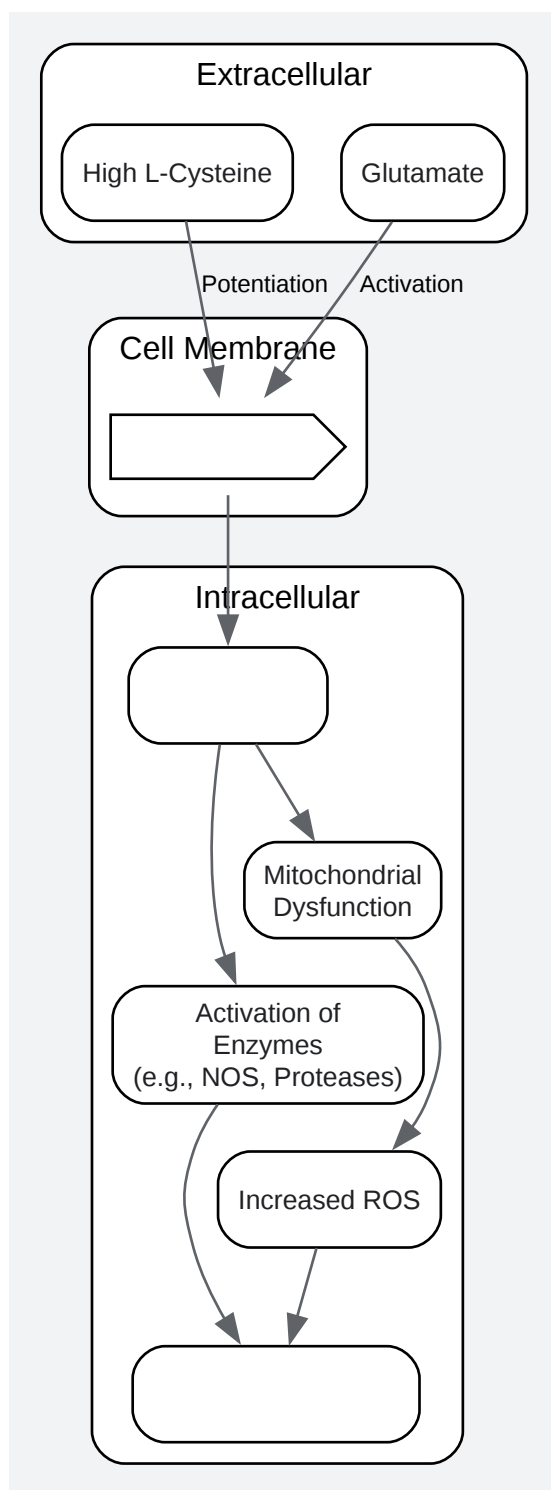 Extracellular
High L-Cysteine
Glutamate
Potentiation
Activation
Cell Membrane
Intracellular
Mitochondrial
Dysfunction
Activation of
Enzymes
(e.g., NOS, Proteases)
Increased ROS